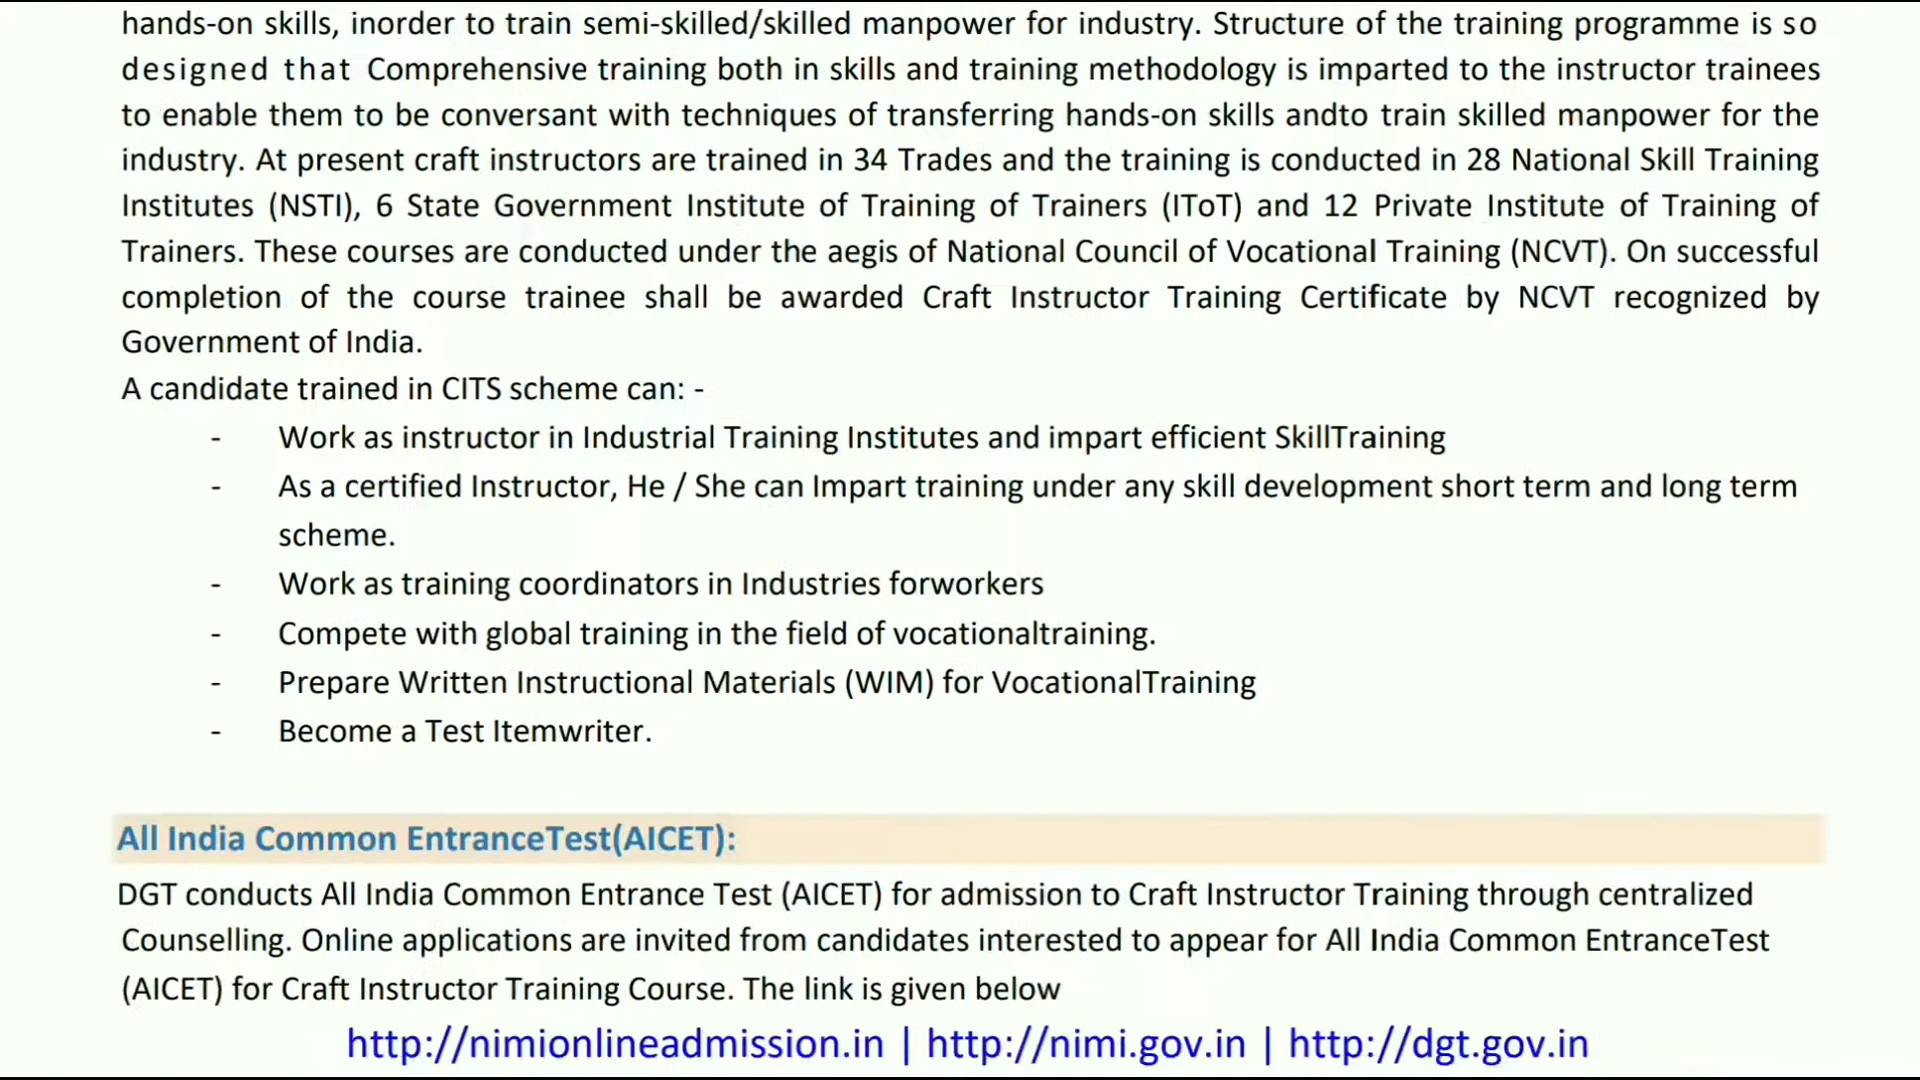 hands-on skills, inorder to train semi-skilled/skilled manpower for industry. Structure of the training programme is so
designed that Comprehensive training both in skills and training methodology is imparted to the instructor trainees
to enable them to be conversant with techniques of transferring hands-on skills andto train skilled manpower for the
industry. At present craft instructors are trained in 34 Trades and the training is conducted in 28 National Skill Training
Institutes (NSTI), 6 State Government Institute of Training of Trainers (IToT) and 12 Private Institute of Training of
Trainers. These courses are conducted under the aegis of National Council of Vocational Training (NCVT). On successful
completion of the course trainee shall be awarded Craft Instructor Training Certificate by NCVT recognized by
Government of India.
A candidate trained in CITS scheme can: -
- Work as instructor in Industrial Training Institutes and impart efficient SkillTraining
- As a certified Instructor, He / She can Impart training under any skill development short term and long term
scheme.
- Work as training coordinators in Industries forworkers
- Compete with global training in the field of vocationaltraining.
- Prepare Written Instructional Materials (WIM) for VocationalTraining
- Become a Test Itemwriter.
All India Common EntranceTest(AICET):
DGT conducts All India Common Entrance Test (AICET) for admission to Craft Instructor Training through centralized
Counselling. Online applications are invited from candidates interested to appear for All India Common EntranceTest
(AICET) for Craft Instructor Training Course. The link is given below
http://nimionlineadmission.in | http://nimi.gov.in | http://dgt.gov.in